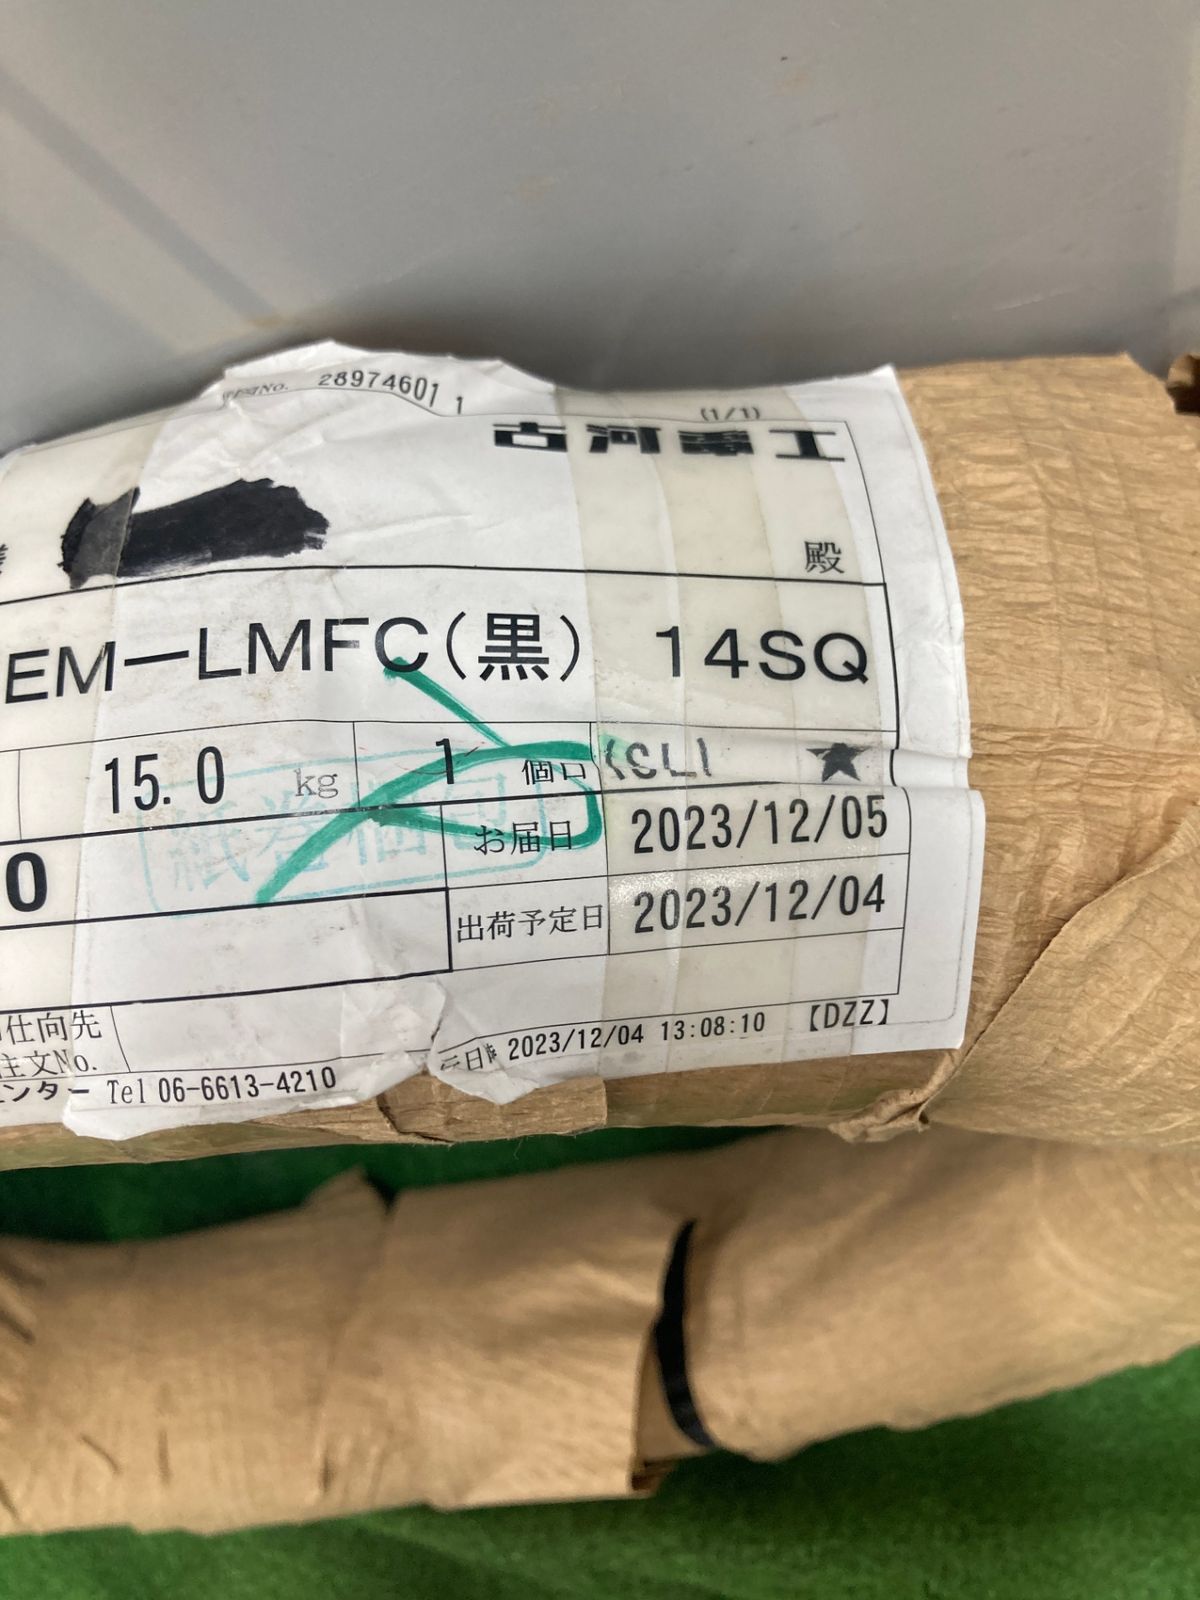 No. 28974601 1
(1/1)
古河電工
殿
EM-LMFC(黒) 14SQ
15.0 kg 1 個口 ★
紙巻梱包
お届日 2023/12/05
0
出荷予定日 2023/12/04
仕向先
注文No.
2023/12/04 13:08:10 【DZZ】
ンター Tel 06-6613-4210